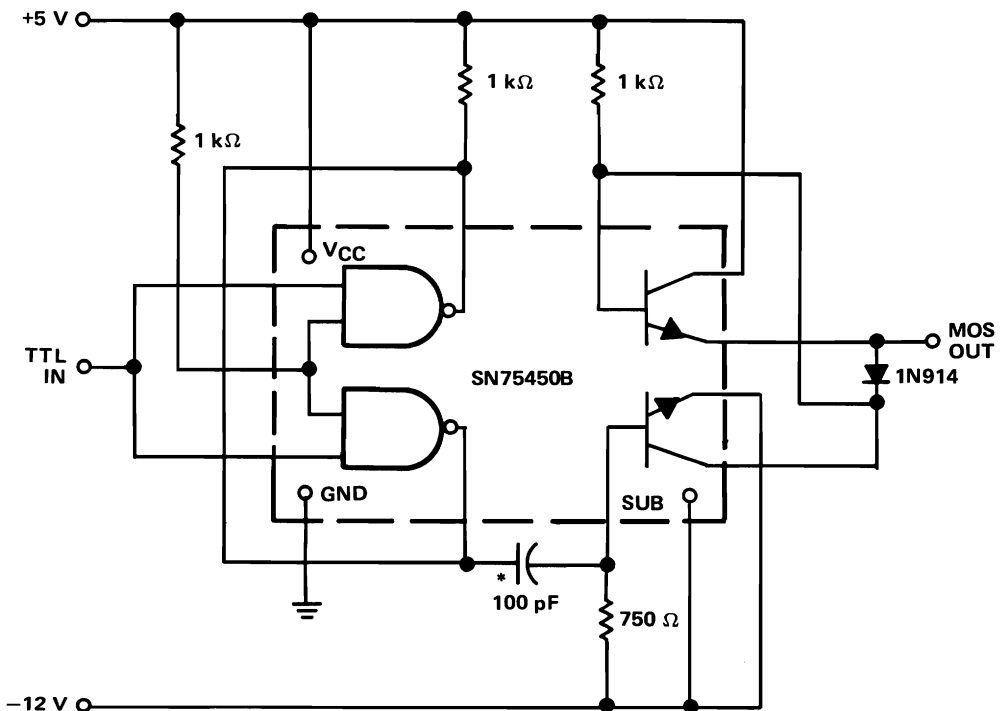 +5 V
1 kΩ
1 kΩ
1 kΩ
VCC
TTL
IN
SN75450B
MOS
OUT
1N914
GND
SUB
*
100 pF
750 Ω
−12 V